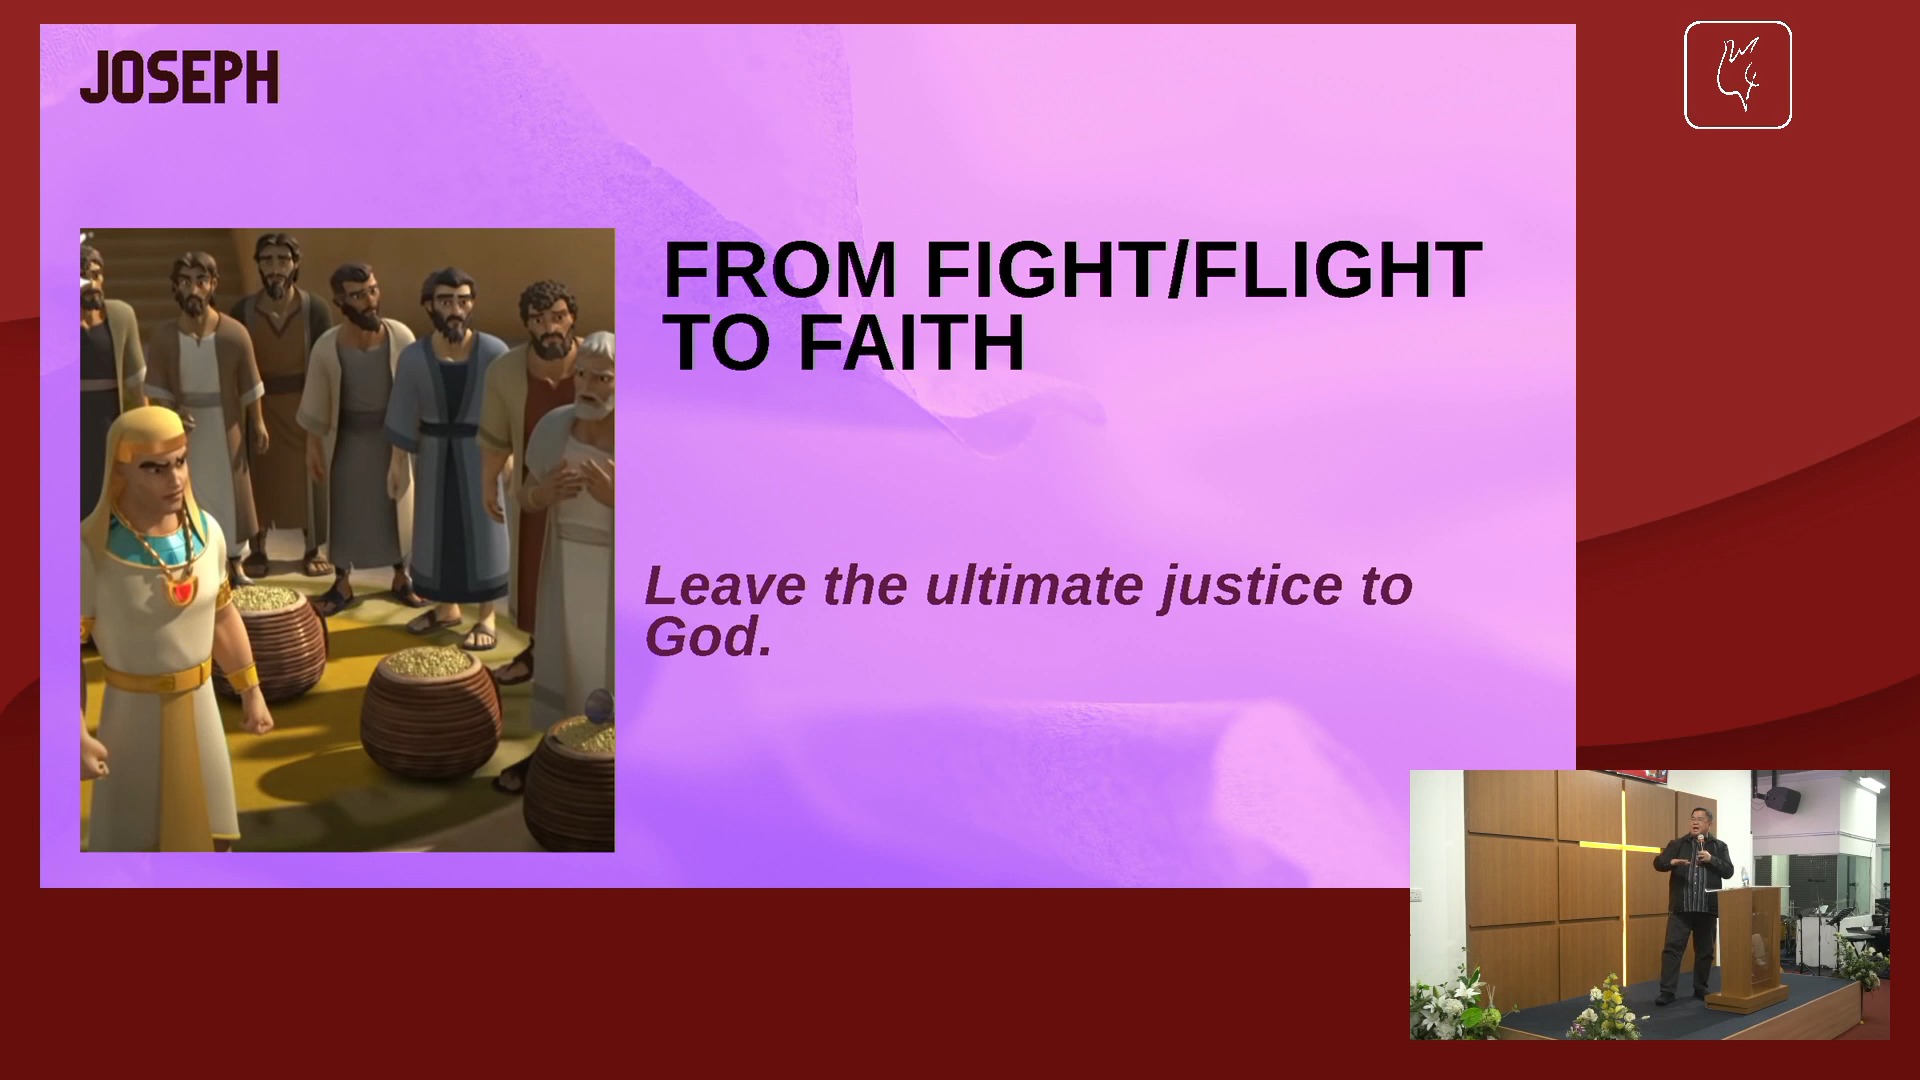 JOSEPH
FROM FIGHT/FLIGHT
TO FAITH
Leave the ultimate justice to
God.